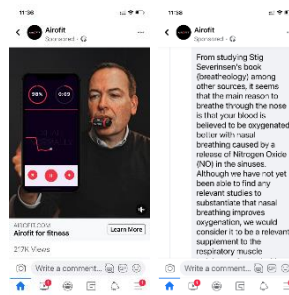 11:36
Airofit
Sponsored
98%
0:09
AIROFIT.COM
Airofit for fitness
Learn More
217K Views
Write a comment...
11:38
Airofit
Sponsored
From studying Stig
Severinsen's book
(breatheology) among
other sources, it seems
that the main reason to
breathe through the nose
is that your blood is
believed to be oxygenated
better with nasal
breathing caused by a
release of Nitrogen Oxide
(NO) in the sinuses.
Although we have not yet
been able to find any
relevant studies to
substantiate that nasal
breathing improves
oxygenation, we would
consider it to be a relevant
supplement to the
respiratory muscle
Write a comment...